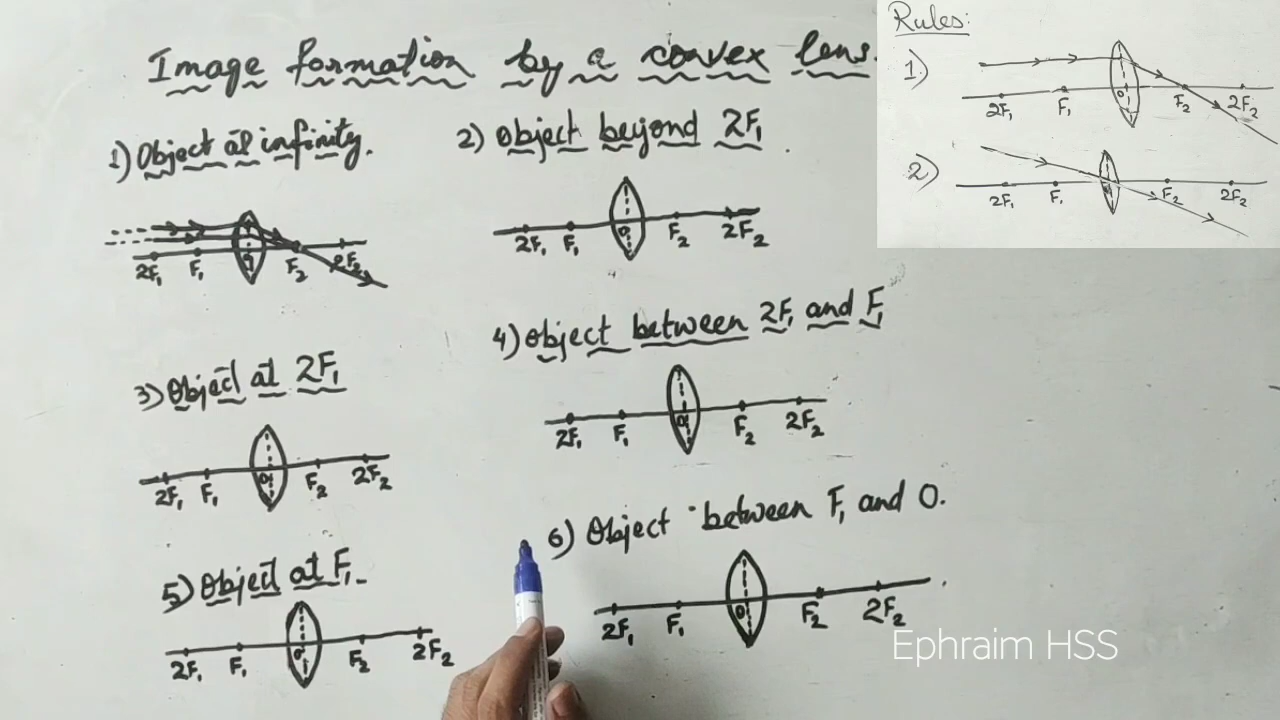 Image formation by a convex lens.
1) Object at infinity.
2F₁ F₁ O F₂ 2F₂
2) Object beyond 2F₁.
2F₁ F₁ O F₂ 2F₂
3) Object at 2F₁
2F₁ F₁ O F₂ 2F₂
4) Object between 2F₁ and F₁
2F₁ F₁ O F₂ 2F₂
5) Object at F₁
2F₁ F₁ O F₂ 2F₂
6) Object between F₁ and O.
2F₁ F₁ O F₂ 2F₂
Rules:
1.)
2F₁ F₁ O F₂ 2F₂
2)
2F₁ F₁ F₂ 2F₂
Ephraim HSS